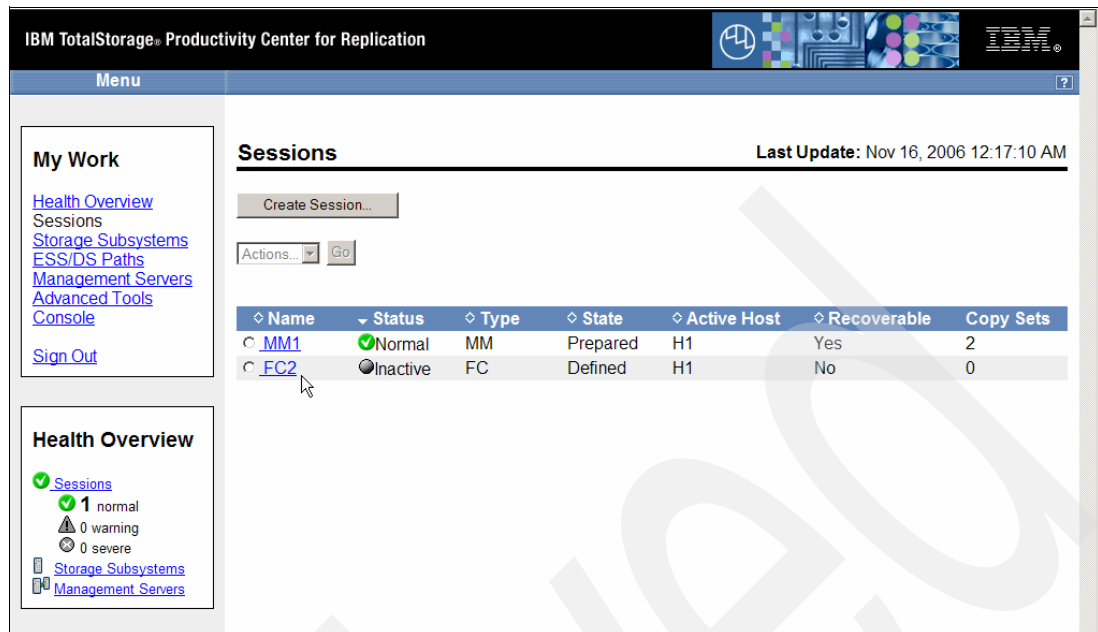 IBM TotalStorage® Productivity Center for Replication
IBM®
Menu
?
My Work
Health Overview
Sessions
Storage Subsystems
ESS/DS Paths
Management Servers
Advanced Tools
Console
Sign Out
Health Overview
Sessions
1 normal
0 warning
0 severe
Storage Subsystems
Management Servers
Sessions Last Update: Nov 16, 2006 12:17:10 AM
Create Session...
Actions... Go
Name Status Type State Active Host Recoverable Copy Sets
MM1 Normal MM Prepared H1 Yes 2
FC2 Inactive FC Defined H1 No 0